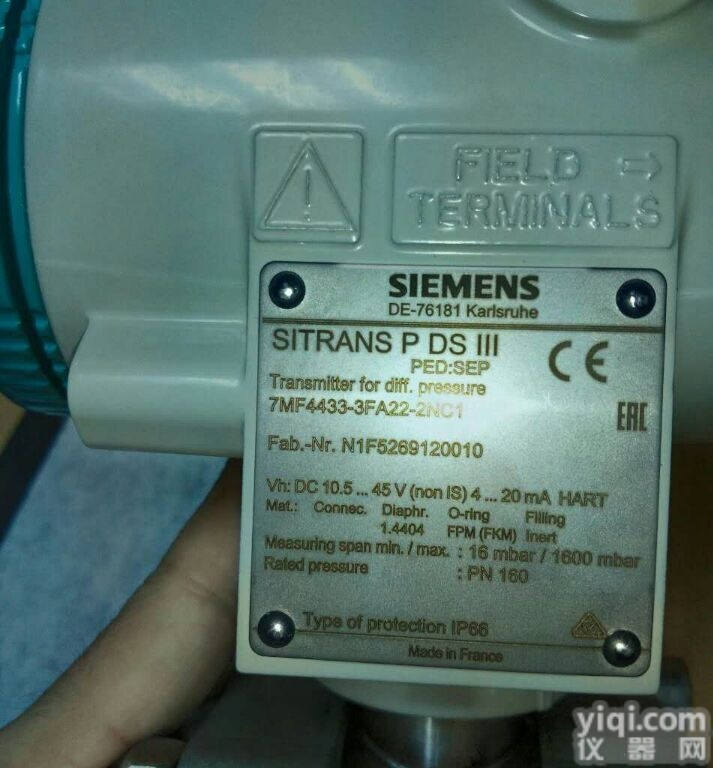 FIELD ⇨
TERMINALS
SIEMENS
DE-76181 Karlsruhe
SITRANS P DS III
PED:SEP
CE
Transmitter for diff. pressure
7MF4433-3FA22-2NC1
EAC
Fab.-Nr. N1F5269120010
Vh: DC 10.5 ... 45 V (non IS) 4 ... 20 mA HART
Mat.: Connec. Diaphr. O-ring Filling
1.4404 FPM (FKM) Inert
Measuring span min. / max. : 16 mbar / 1600 mbar
Rated pressure : PN 160
Type of protection IP66
Made in France
yiqi.com
仪器网